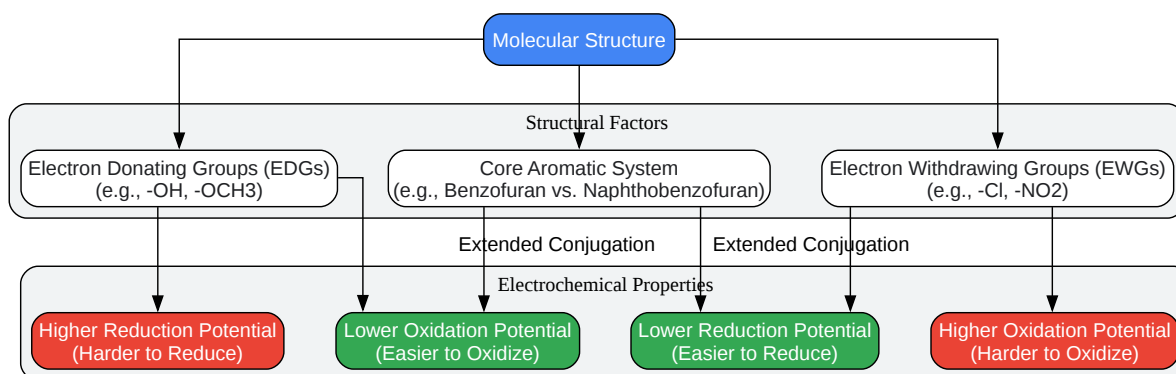 Molecular Structure
Structural Factors
Electron Donating Groups (EDGs)
(e.g., -OH, -OCH3)
Core Aromatic System
(e.g., Benzofuran vs. Naphthobenzofuran)
Electron Withdrawing Groups (EWGs)
(e.g., -Cl, -NO2)
Extended Conjugation
Extended Conjugation
Electrochemical Properties
Higher Reduction Potential
(Harder to Reduce)
Lower Oxidation Potential
(Easier to Oxidize)
Lower Reduction Potential
(Easier to Reduce)
Higher Oxidation Potential
(Harder to Oxidize)